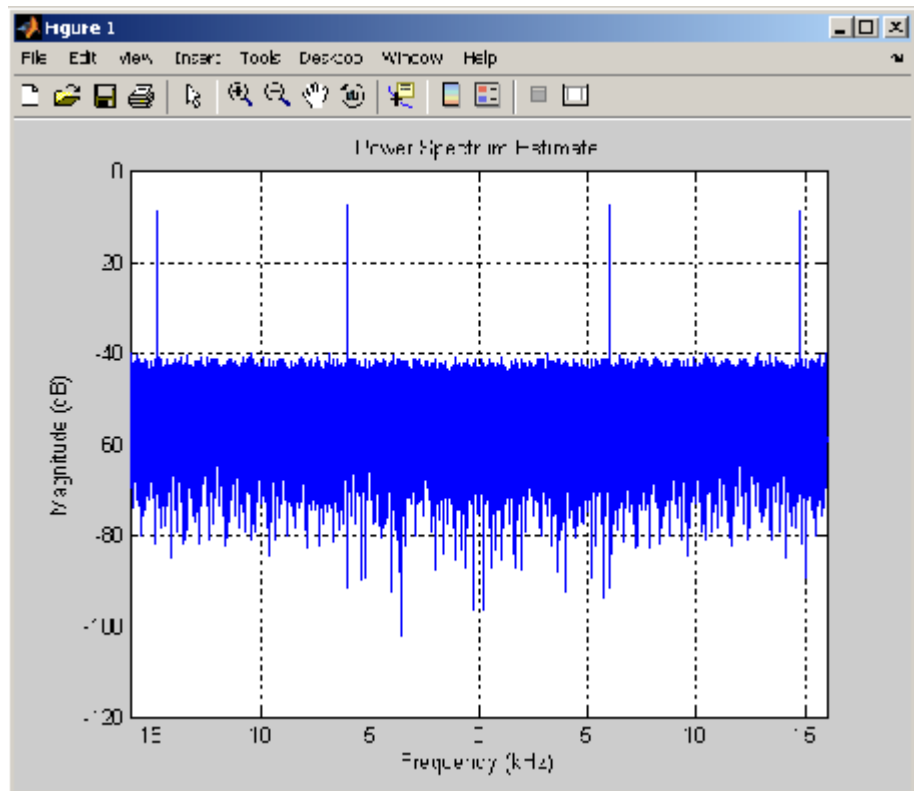 Figure 1
File Edit View Insert Tools Desktop Window Help
Power Spectrum Estimate
0
20
-40
60
-80
-100
-120
Magnitude (dB)
15 10 5 0 5 10 15
Frequency (kHz)